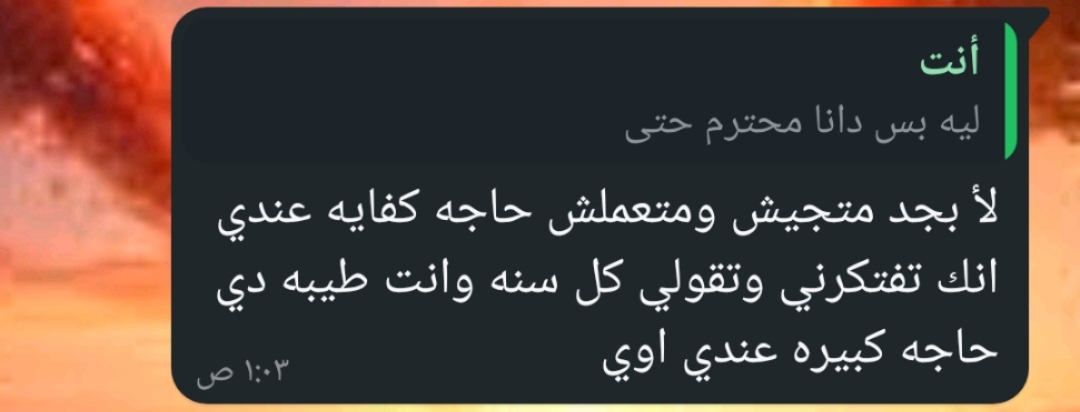 أنت
ليه بس دانا محترم حتى
لأ بجد متجيش ومتعملش حاجه كفايه عندي
انك تفتكرني وتقولي كل سنه وانت طيبه دي
حاجه كبيره عندي اوي
١:٠٣ ص